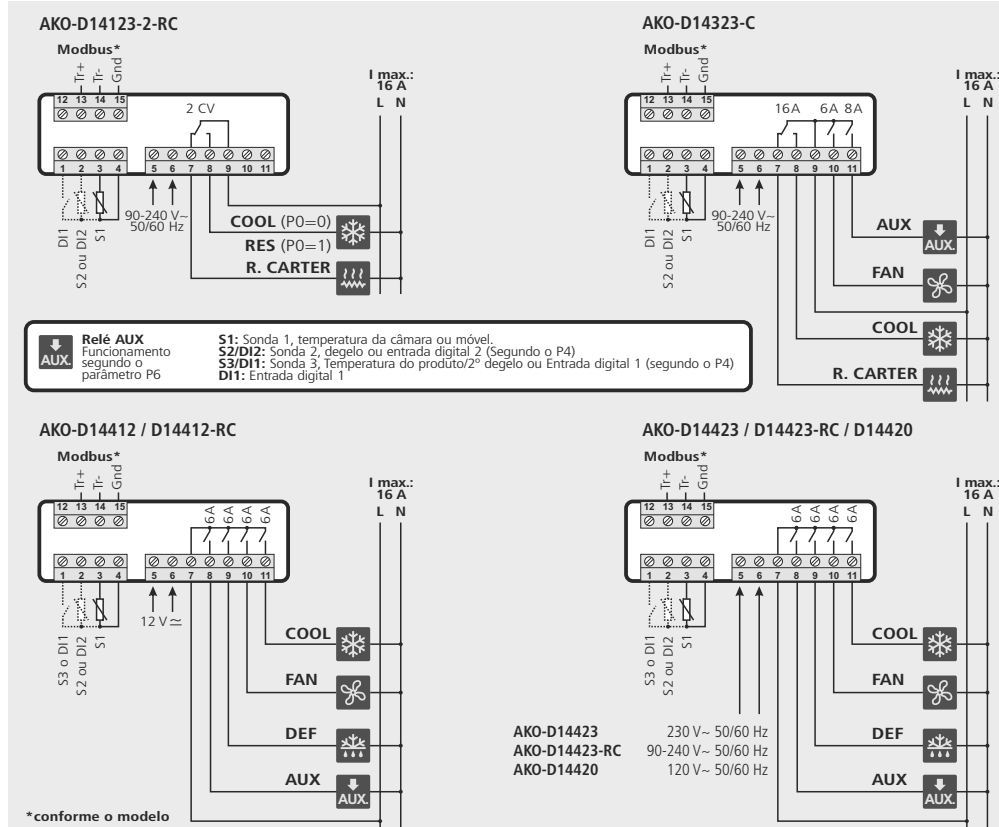 AKO-D14123-2-RC
Modbus*
Tr+ Tr- Gnd
I max.:
16 A
L N
12 13 14 15
2 CV
1 2 3 4 5 6 7 8 9 10 11
90-240 V~
50/60 Hz
DI1
S2 ou DI2
S1
COOL (P0=0)
RES (P0=1)
R. CARTER
AKO-D14323-C
Modbus*
Tr+ Tr- Gnd
I max.:
16 A
L N
12 13 14 15
16A 6A 8A
1 2 3 4 5 6 7 8 9 10 11
90-240 V~
50/60 Hz
DI1
S2 ou DI2
S1
AUX
AUX.
FAN
COOL
R. CARTER
AUX.
Relé AUX
Funcionamento
segundo o
parâmetro P6
S1: Sonda 1, temperatura da câmara ou móvel.
S2/DI2: Sonda 2, degelo ou entrada digital 2 (Segundo o P4)
S3/DI1: Sonda 3, Temperatura do produto/2º degelo ou Entrada digital 1 (segundo o P4)
DI1: Entrada digital 1
AKO-D14412 / D14412-RC
Modbus*
Tr+ Tr- Gnd
I max.:
16 A
L N
12 13 14 15
6A 6A 6A 6A
1 2 3 4 5 6 7 8 9 10 11
12 V ≃
S3 o DI1
S2 ou DI2
S1
COOL
FAN
DEF
AUX
AUX.
*conforme o modelo
AKO-D14423 / D14423-RC / D14420
Modbus*
Tr+ Tr- Gnd
I max.:
16 A
L N
12 13 14 15
6A 6A 6A 6A
1 2 3 4 5 6 7 8 9 10 11
S3 o DI1
S2 ou DI2
S1
COOL
FAN
DEF
AUX
AUX.
AKO-D14423 230 V~ 50/60 Hz
AKO-D14423-RC 90-240 V~ 50/60 Hz
AKO-D14420 120 V~ 50/60 Hz